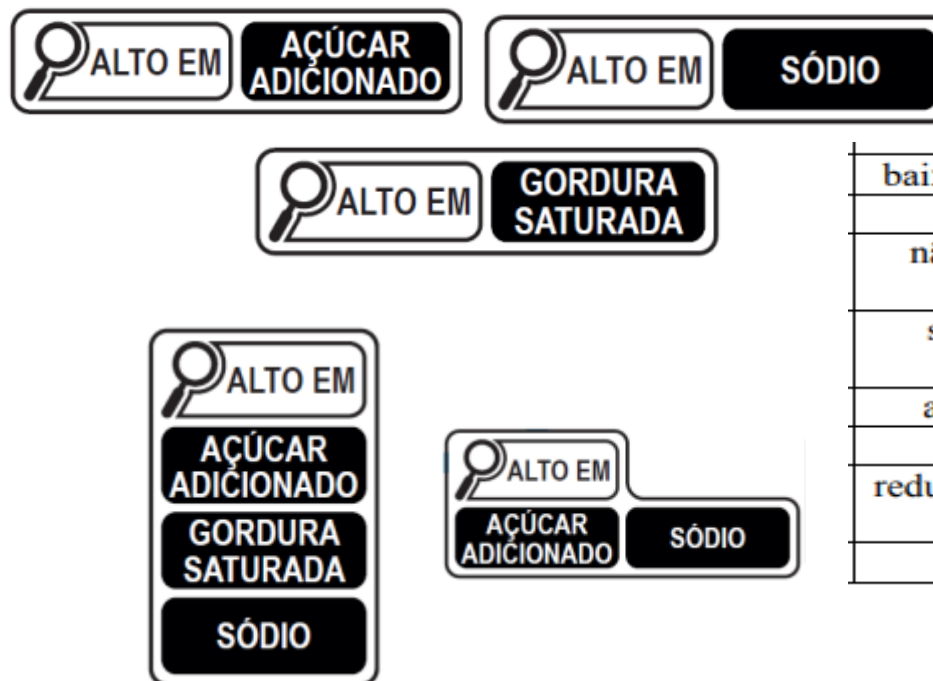 ALTO EM
AÇÚCAR
ADICIONADO
ALTO EM
SÓDIO
ALTO EM
GORDURA
SATURADA
ALTO EM
AÇÚCAR
ADICIONADO
GORDURA
SATURADA
SÓDIO
ALTO EM
AÇÚCAR
ADICIONADO
SÓDIO